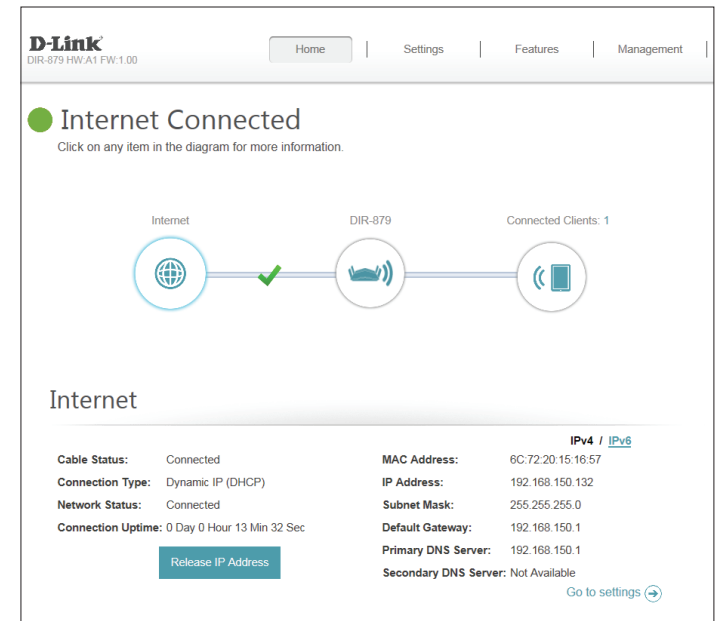 D-Link
DIR-879 HW:A1 FW:1.00
Home | Settings | Features | Management |
Internet Connected
Click on any item in the diagram for more information.
Internet DIR-879 Connected Clients: 1
Internet
IPv4 / IPv6
Cable Status: Connected MAC Address: 6C:72:20:15:16:57
Connection Type: Dynamic IP (DHCP) IP Address: 192.168.150.132
Network Status: Connected Subnet Mask: 255.255.255.0
Connection Uptime: 0 Day 0 Hour 13 Min 32 Sec Default Gateway: 192.168.150.1
Release IP Address Primary DNS Server: 192.168.150.1
Secondary DNS Server: Not Available
Go to settings